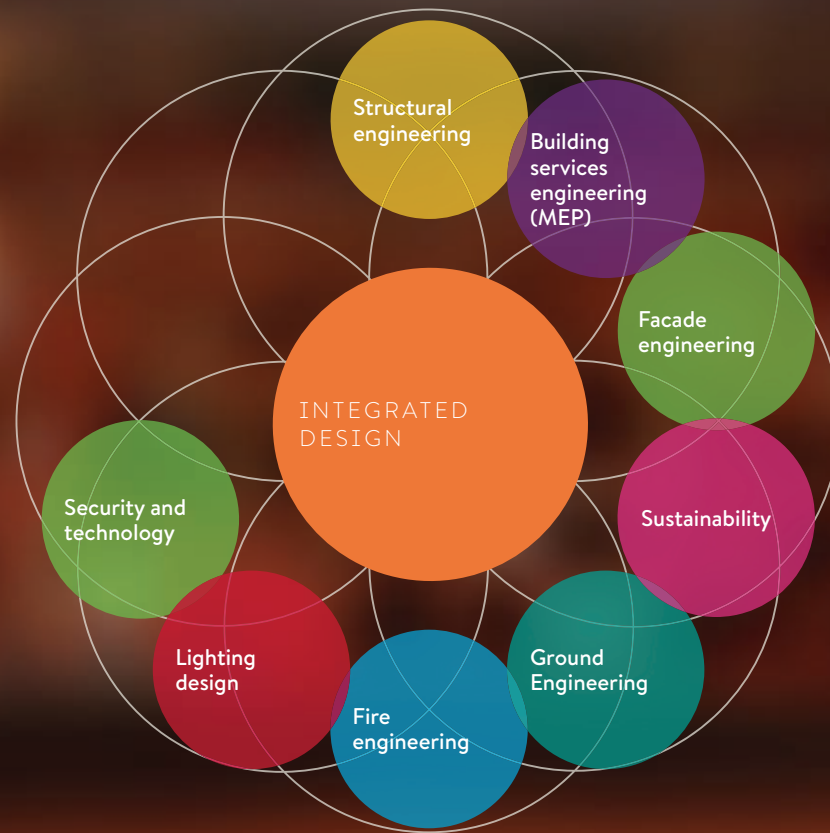 Structural
engineering
Building
services
engineering
(MEP)
Facade
engineering
INTEGRATED
DESIGN
Security and
technology
Sustainability
Lighting
design
Ground
Engineering
Fire
engineering